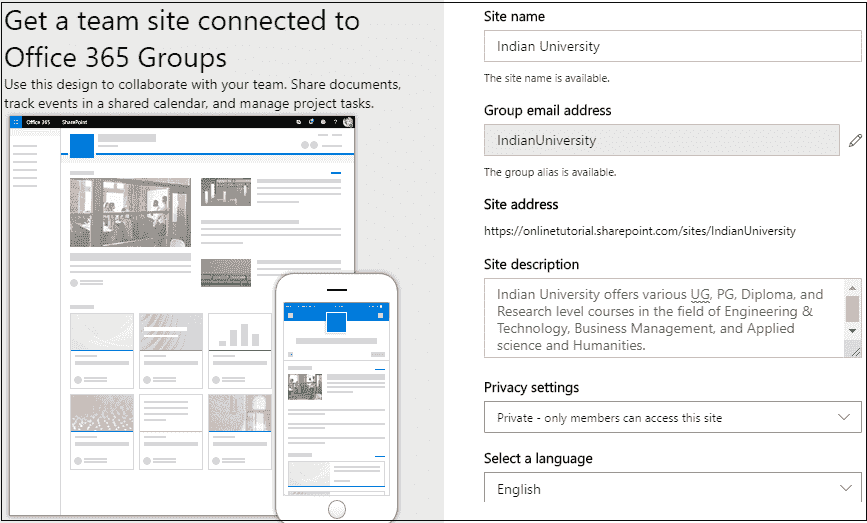 Get a team site connected to
Office 365 Groups
Use this design to collaborate with your team. Share documents,
track events in a shared calendar, and manage project tasks.
Office 365 SharePoint
?
Site name
Indian University
The site name is available.
Group email address
IndianUniversity
The group alias is available.
Site address
https://onlinetutorial.sharepoint.com/sites/IndianUniversity
Site description
Indian University offers various UG, PG, Diploma, and
Research level courses in the field of Engineering &
Technology, Business Management, and Applied
science and Humanities.
Privacy settings
Private - only members can access this site
Select a language
English